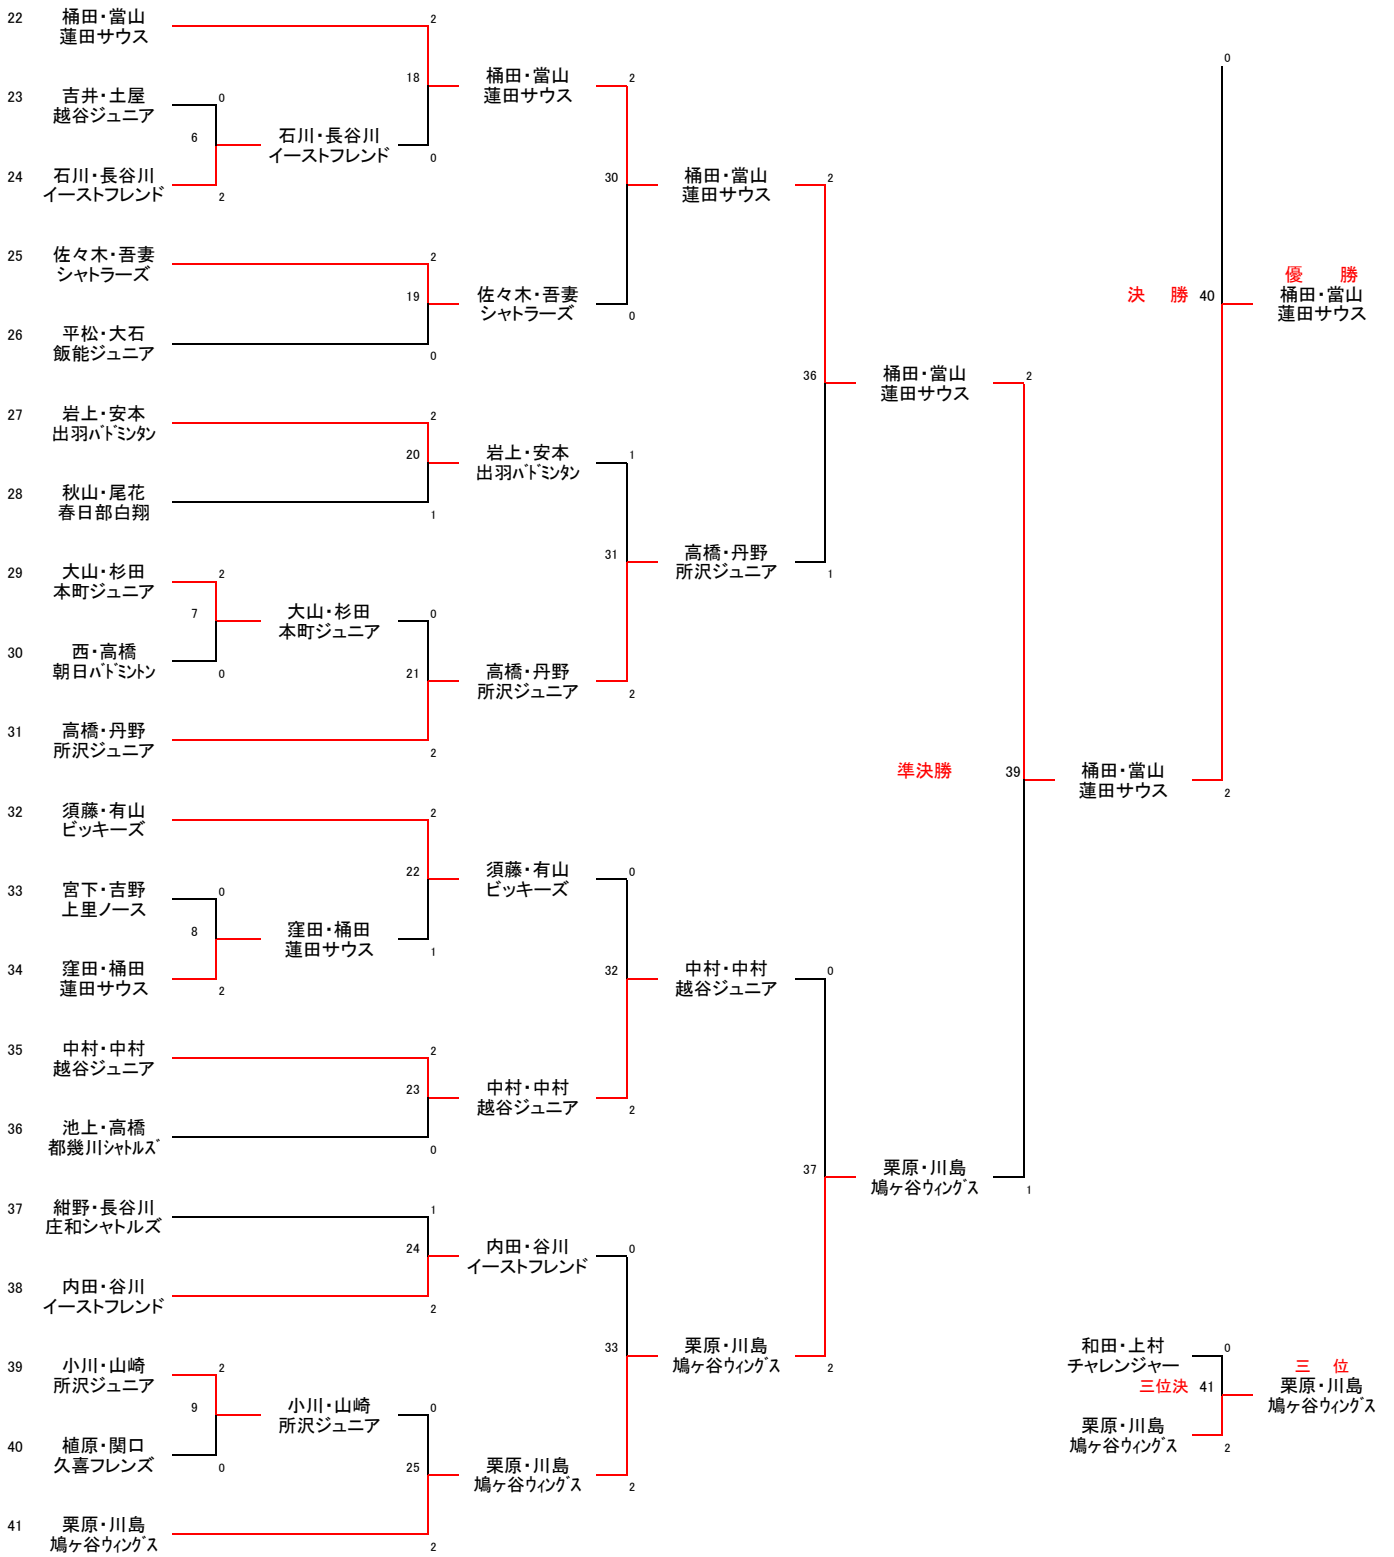 22 桶田・當山 2
蓮田サウス
18
桶田・當山 2
蓮田サウス
23 吉井・土屋 0
越谷ジュニア
6
石川・長谷川
イーストフレンド 0
24 石川・長谷川
イーストフレンド 2
30
桶田・當山 2
蓮田サウス
25 佐々木・吾妻 2
シャトラーズ
19
佐々木・吾妻
シャトラーズ 0
26 平松・大石
飯能ジュニア 0
36
桶田・當山 2
蓮田サウス
27 岩上・安本 2
出羽バドミンタン
20
岩上・安本 1
出羽バドミンタン
28 秋山・尾花
春日部白翔 1
31
高橋・丹野
所沢ジュニア 1
29 大山・杉田 2
本町ジュニア
7
大山・杉田 0
本町ジュニア
30 西・高橋
朝日バドミントン 0
21
高橋・丹野
所沢ジュニア 2
31 高橋・丹野
所沢ジュニア 2
準決勝 39
桶田・當山
蓮田サウス 2
32 須藤・有山 2
ビッキーズ
22
須藤・有山 0
ビッキーズ
33 宮下・吉野 0
上里ノース
8
窪田・桶田
蓮田サウス 1
34 窪田・桶田
蓮田サウス 2
32
中村・中村 0
越谷ジュニア
35 中村・中村 2
越谷ジュニア
23
中村・中村
越谷ジュニア 2
36 池上・高橋
都幾川シャトルズ 0
37
栗原・川島
鳩ヶ谷ウィングス 1
37 紺野・長谷川 1
庄和シャトルズ
24
内田・谷川 0
イーストフレンド
38 内田・谷川
イーストフレンド 2
33
栗原・川島
鳩ヶ谷ウィングス 2
39 小川・山崎 2
所沢ジュニア
9
小川・山崎 0
所沢ジュニア
40 植原・関口
久喜フレンズ 0
25
栗原・川島
鳩ヶ谷ウィングス 2
41 栗原・川島
鳩ヶ谷ウィングス 2
0
決 勝 40
優 勝
桶田・當山
蓮田サウス
和田・上村 0
チャレンジャー
三位決 41
三 位
栗原・川島
鳩ヶ谷ウィングス
栗原・川島
鳩ヶ谷ウィングス 2